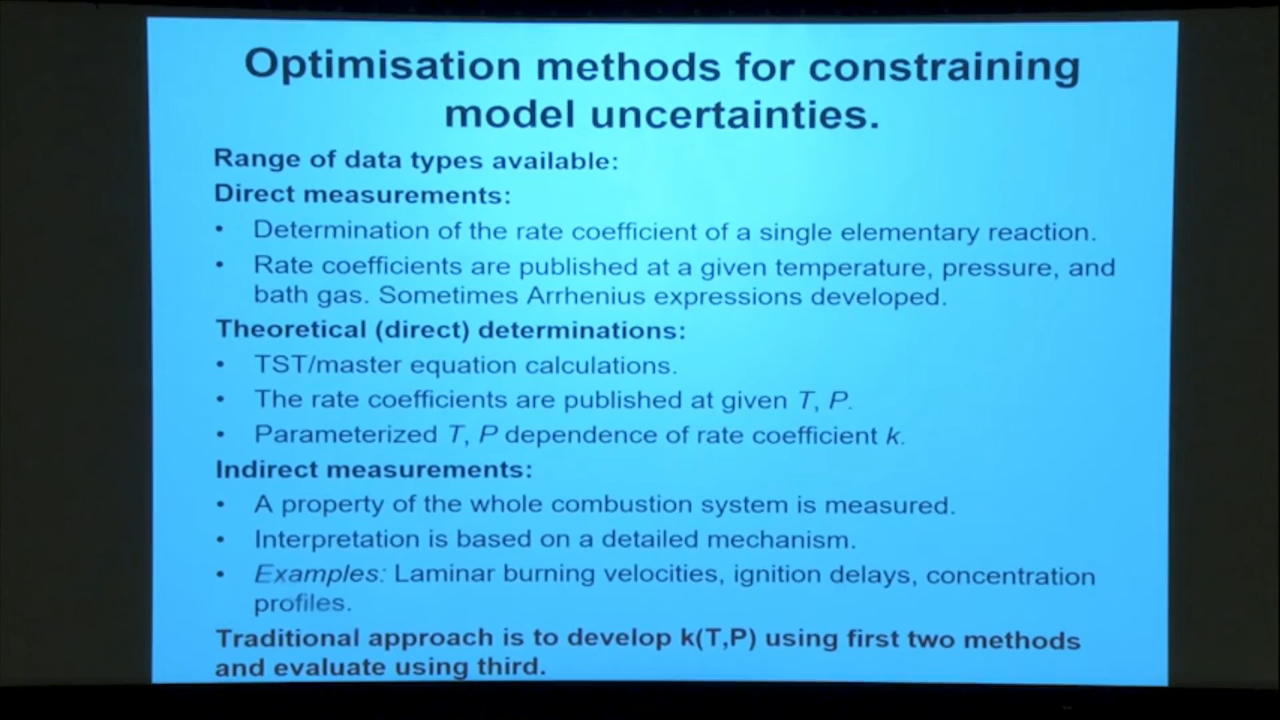 Optimisation methods for constraining
model uncertainties.
Range of data types available:
Direct measurements:
• Determination of the rate coefficient of a single elementary reaction.
• Rate coefficients are published at a given temperature, pressure, and
bath gas. Sometimes Arrhenius expressions developed.
Theoretical (direct) determinations:
• TST/master equation calculations.
• The rate coefficients are published at given T, P.
• Parameterized T, P dependence of rate coefficient k.
Indirect measurements:
• A property of the whole combustion system is measured.
• Interpretation is based on a detailed mechanism.
• Examples: Laminar burning velocities, ignition delays, concentration
profiles.
Traditional approach is to develop k(T,P) using first two methods
and evaluate using third.